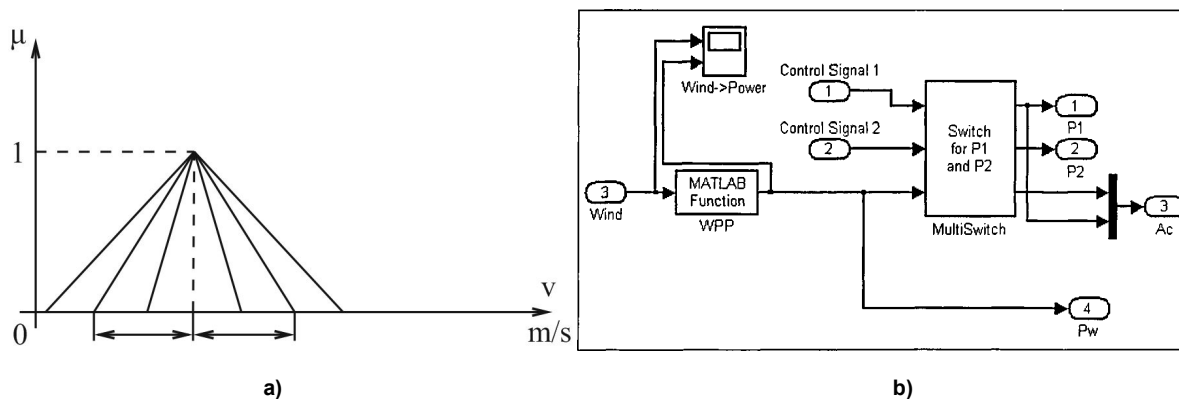 μ
1
0
v
m/s
a)
Wind->Power
Control Signal 1
1
Control Signal 2
2
3
Wind
MATLAB
Function
WPP
Switch
for P1
and P2
MultiSwitch
1
P1
2
P2
3
Ac
4
Pw
b)